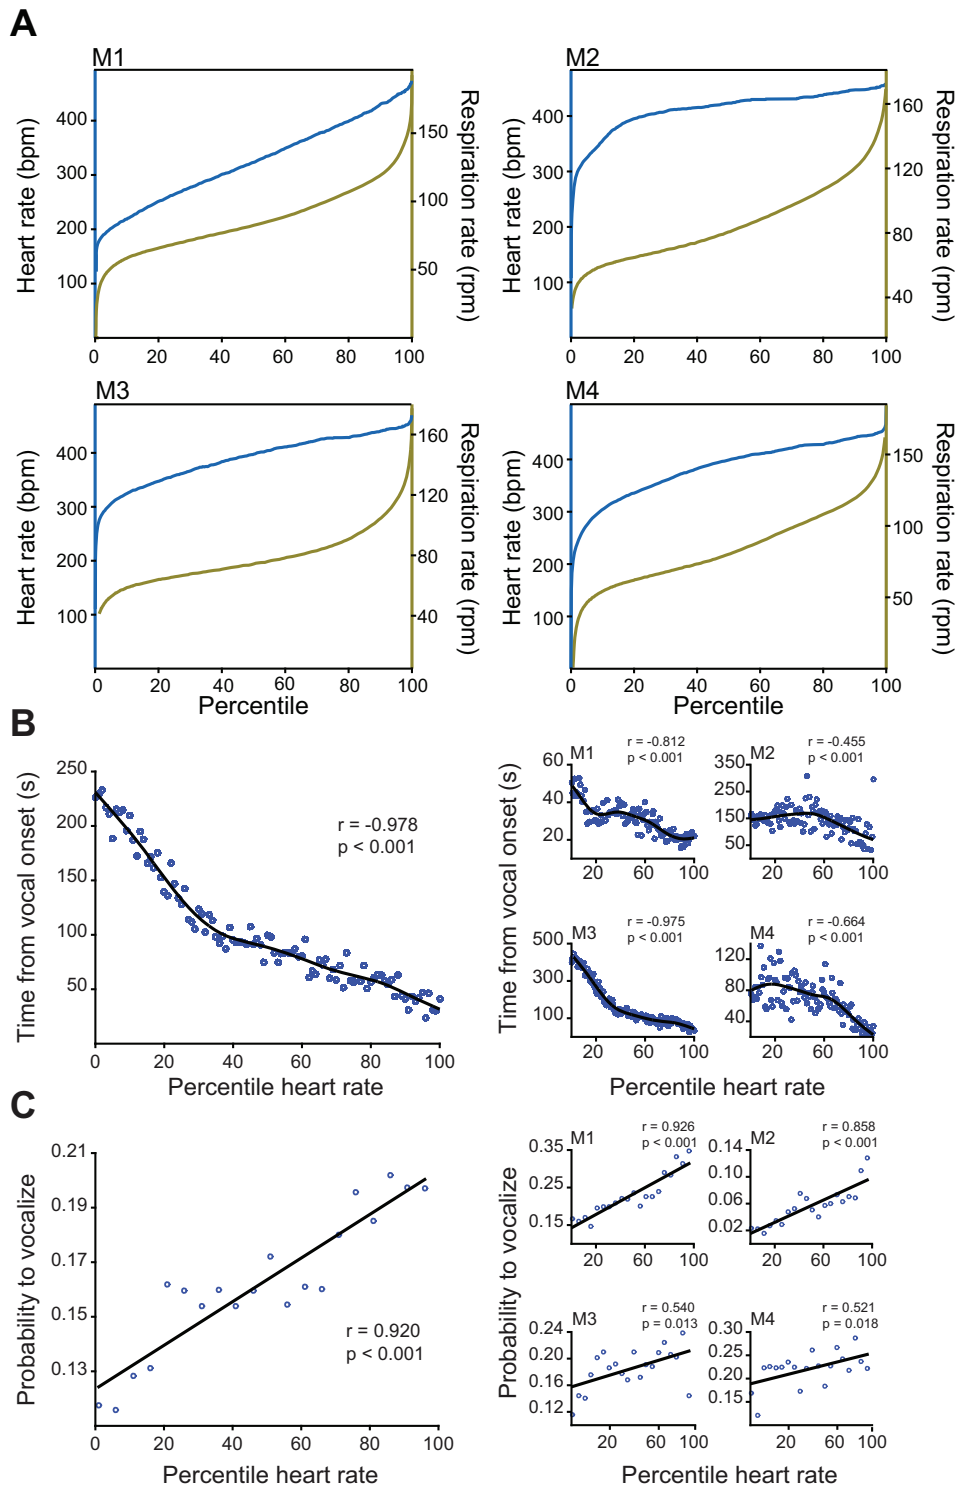 A
M1
M2
Heart rate (bpm)
400
300
200
100
150
100
50
Respiration rate (rpm)
0 20 40 60 80 100
Heart rate (bpm)
400
300
200
100
160
120
80
40
Respiration rate (rpm)
0 20 40 60 80 100
M3
M4
Heart rate (bpm)
400
300
200
100
160
120
80
40
Respiration rate (rpm)
0 20 40 60 80 100
Percentile
Heart rate (bpm)
400
300
200
100
150
100
50
Respiration rate (rpm)
0 20 40 60 80 100
Percentile
B
Time from vocal onset (s)
250
200
150
100
50
r = -0.978
p < 0.001
0 20 40 60 80 100
Percentile heart rate
Time from vocal onset (s)
M1
r = -0.812
p < 0.001
60
40
20
20 60 100
M2
r = -0.455
p < 0.001
350
250
150
50
20 60 100
M3
r = -0.975
p < 0.001
500
300
100
20 60 100
M4
r = -0.664
p < 0.001
120
80
40
20 60 100
Percentile heart rate
C
Probability to vocalize
0.21
0.19
0.17
0.15
0.13
r = 0.920
p < 0.001
0 20 40 60 80 100
Percentile heart rate
Probability to vocalize
M1
r = 0.926
p < 0.001
0.35
0.25
0.15
20 60 100
M2
r = 0.858
p < 0.001
0.14
0.10
0.06
0.02
20 60 100
M3
r = 0.540
p = 0.013
0.24
0.20
0.16
0.12
20 60 100
M4
r = 0.521
p = 0.018
0.30
0.25
0.20
0.15
20 60 100
Percentile heart rate